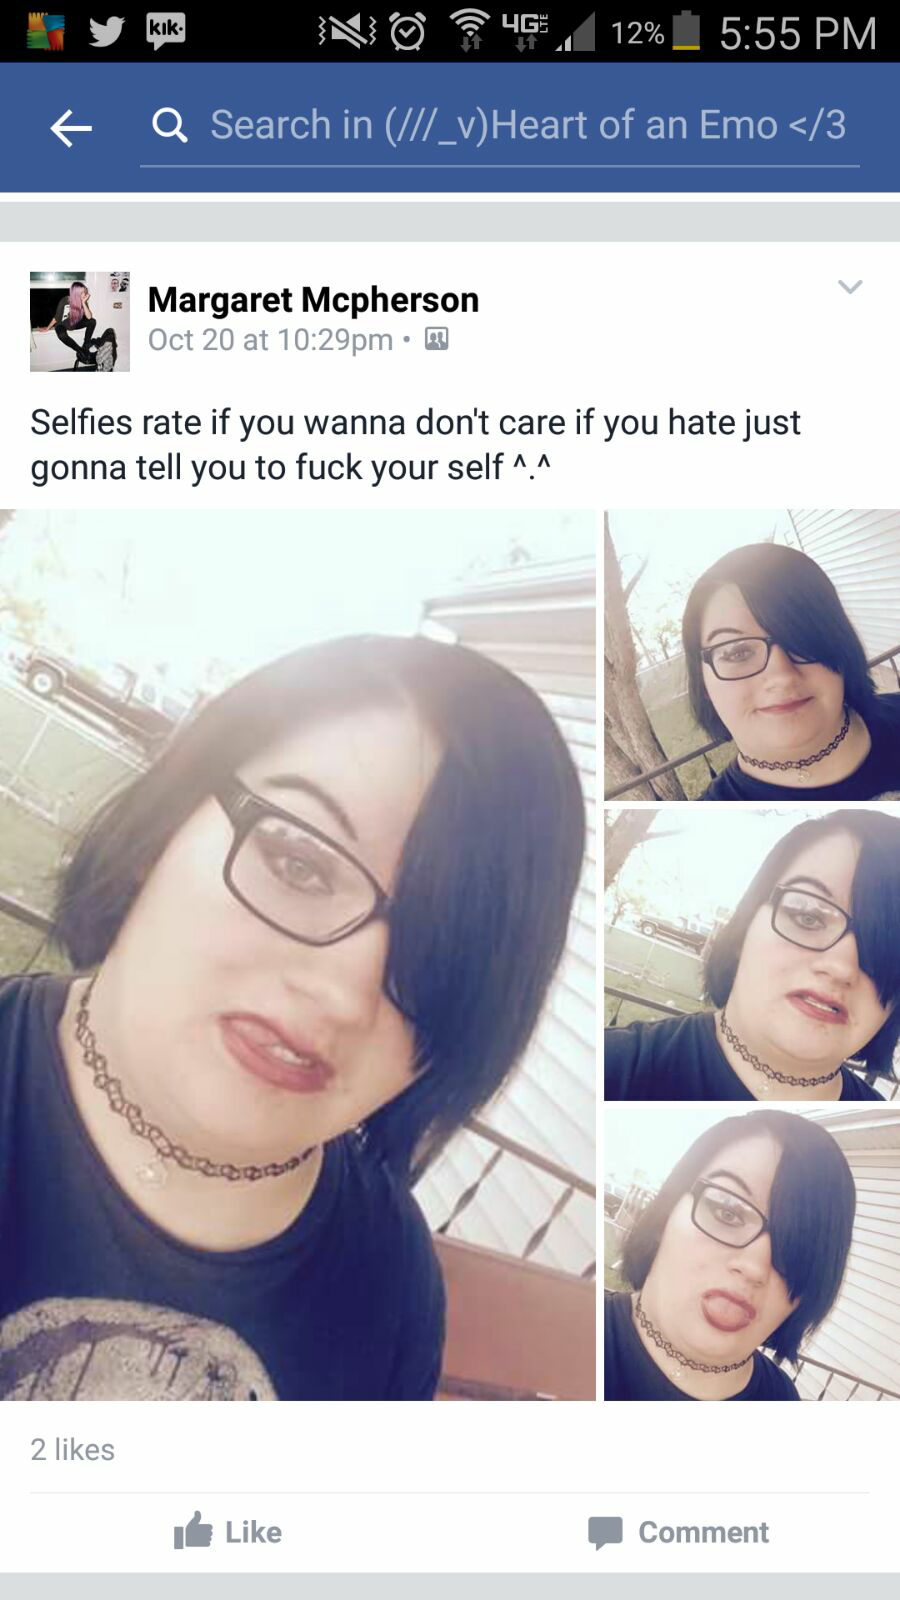 kik·
4G LTE
12%
5:55 PM
Search in (///_v)Heart of an Emo </3
Margaret Mcpherson
Oct 20 at 10:29pm •
Selfies rate if you wanna don't care if you hate just
gonna tell you to fuck your self ^.^
2 likes
Like
Comment